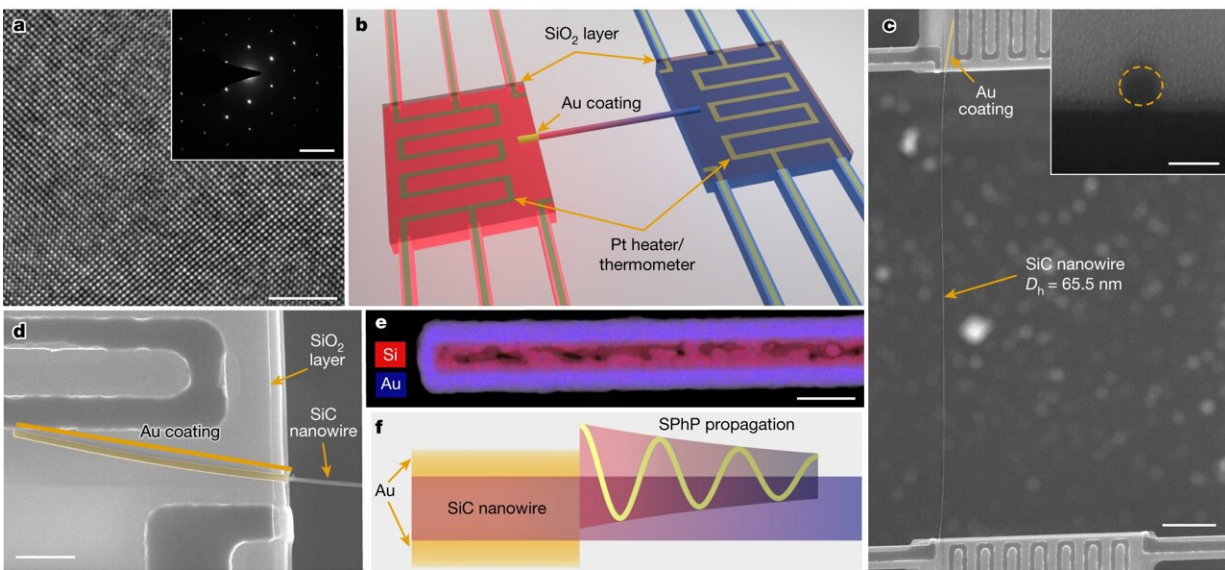 a
b
SiO₂ layer
Au coating
Pt heater/
thermometer
c
Au
coating
SiC nanowire
Dₕ = 65.5 nm
d
SiO₂
layer
Au coating
SiC
nanowire
e
Si
Au
f
SPhP propagation
Au
SiC nanowire